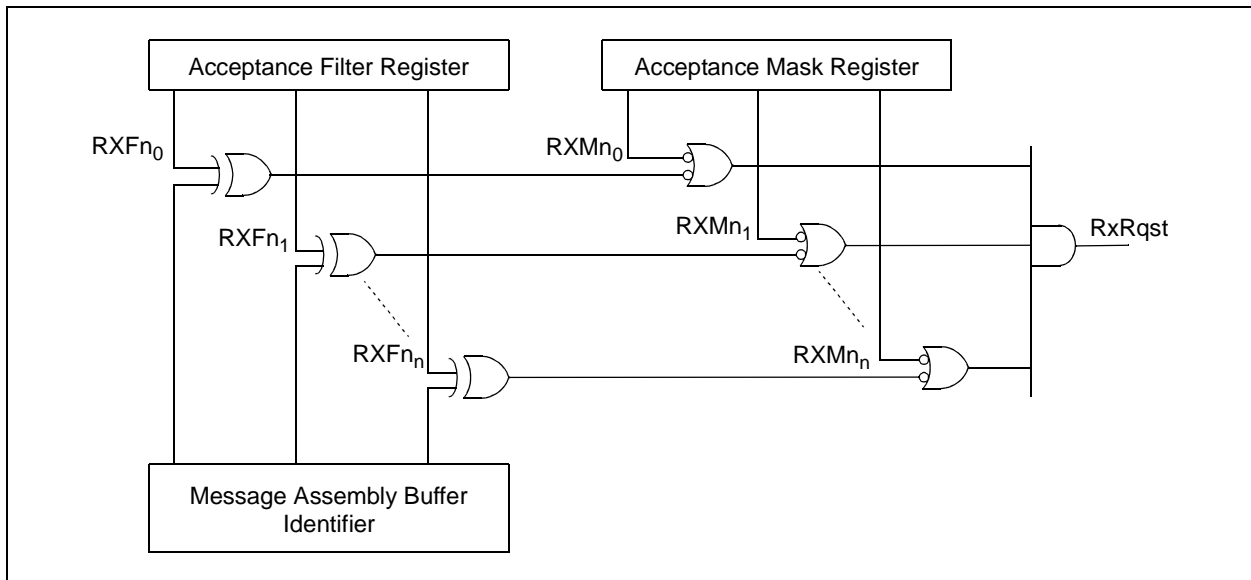 Acceptance Filter Register
Acceptance Mask Register
RXFn0
RXMn0
RXFn1
RXMn1
RxRqst
RXFnn
RXMnn
Message Assembly Buffer
Identifier